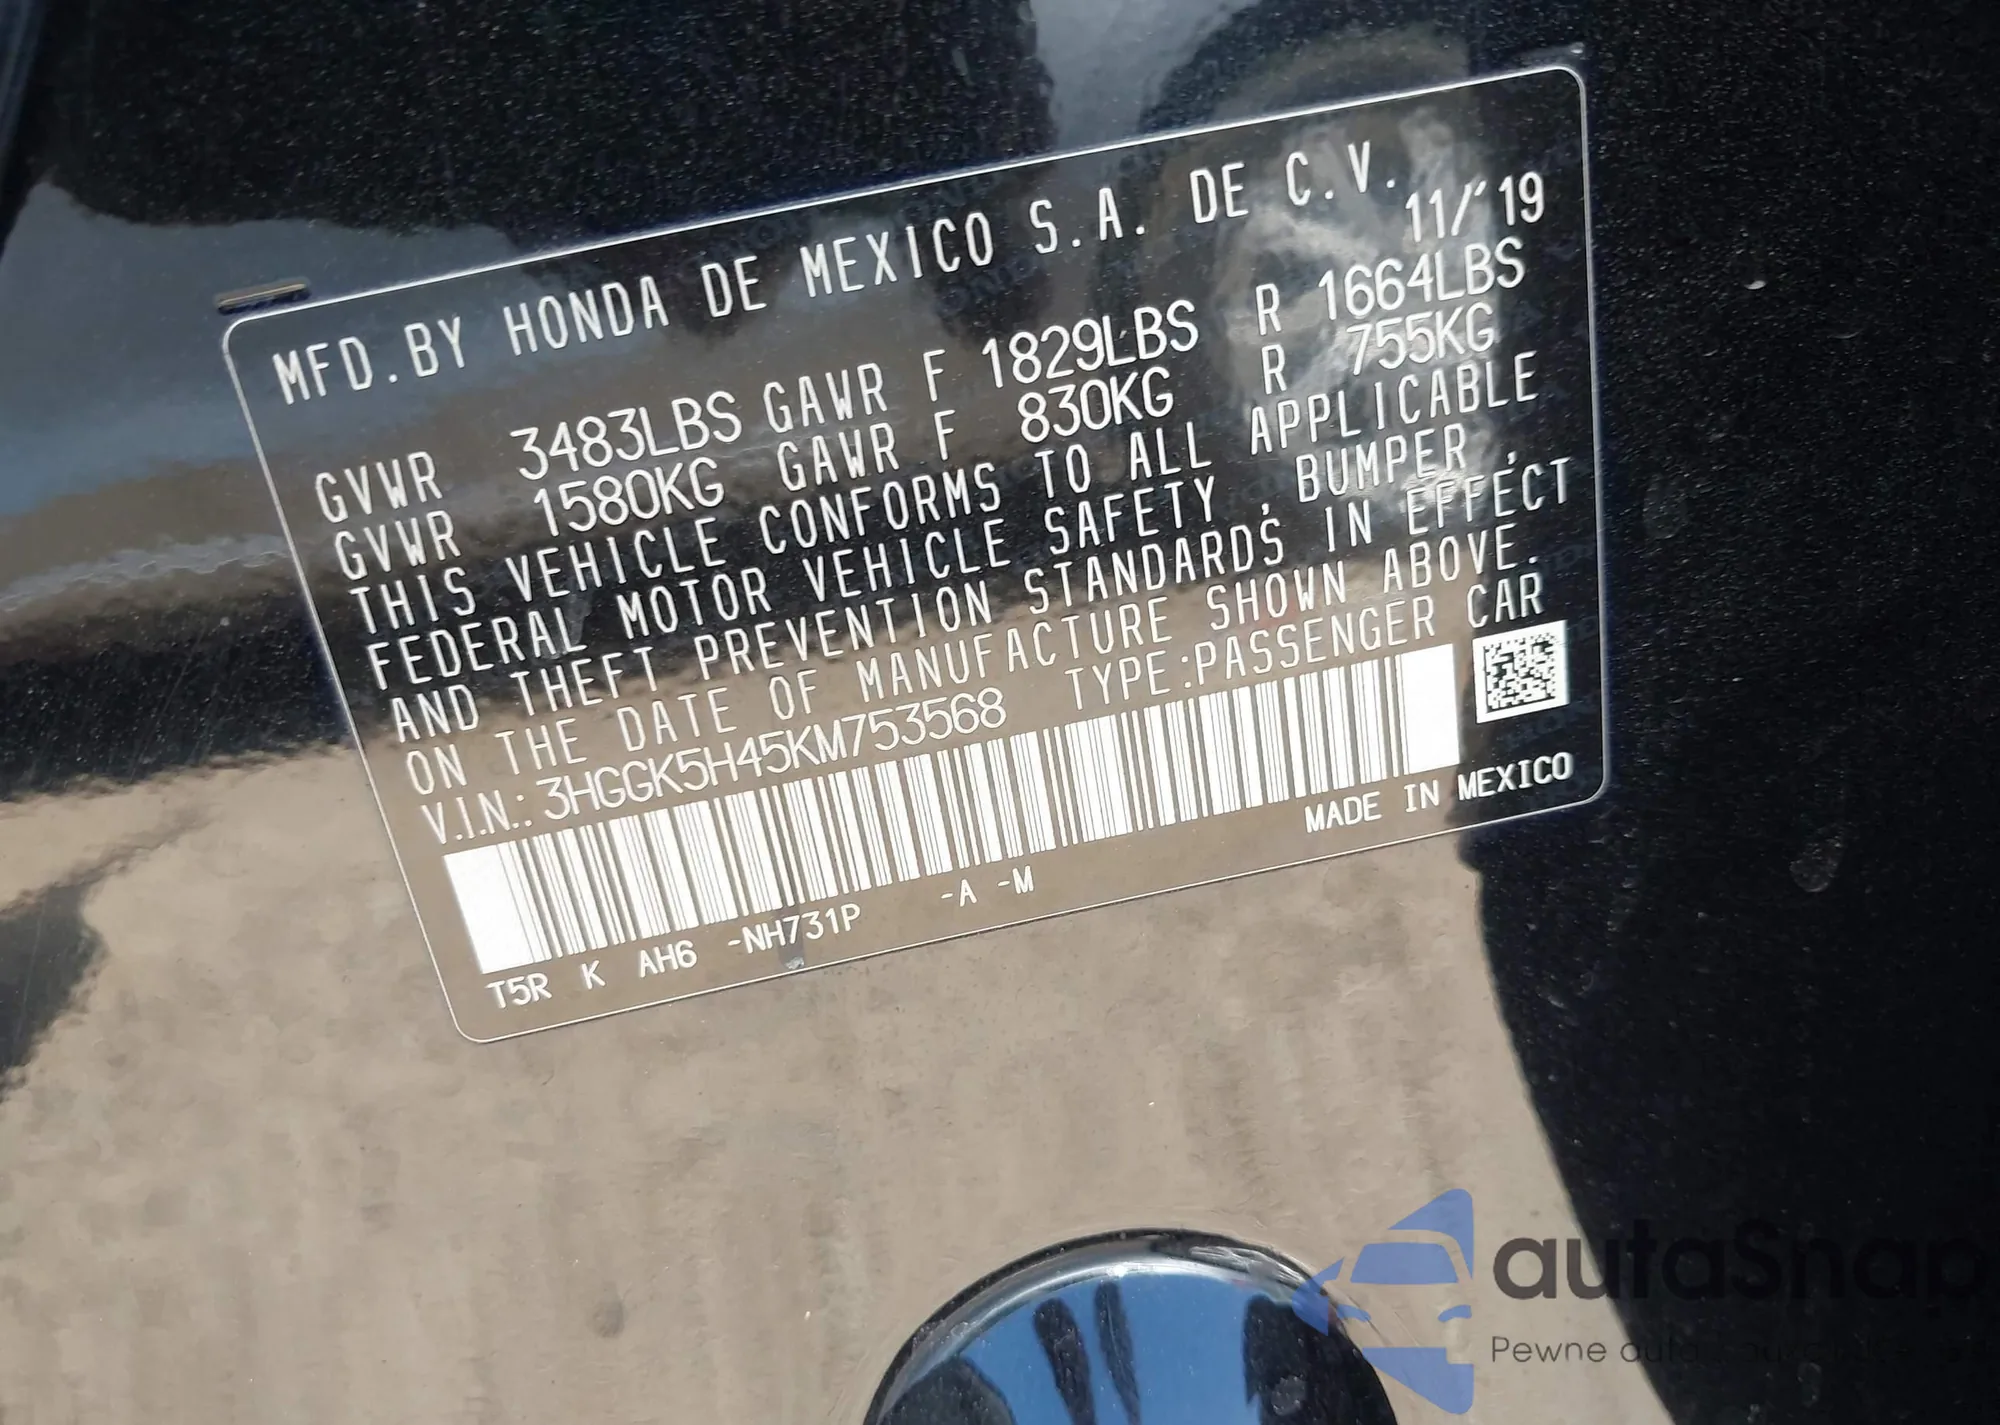 MFD.BY HONDA DE MEXICO S.A. DE C.V.
11/'19
GVWR 3483LBS GAWR F 1829LBS R 1664LBS
GVWR 1580KG GAWR F 830KG R 755KG
THIS VEHICLE CONFORMS TO ALL APPLICABLE
FEDERAL MOTOR VEHICLE SAFETY , BUMPER ,
AND THEFT PREVENTION STANDARDS IN EFFECT
ON THE DATE OF MANUFACTURE SHOWN ABOVE.
V.I.N.: 3HGGK5H45KM753568 TYPE:PASSENGER CAR
MADE IN MEXICO
T5R K AH6 -NH731P -A -M
autaSnap
Pewne auta